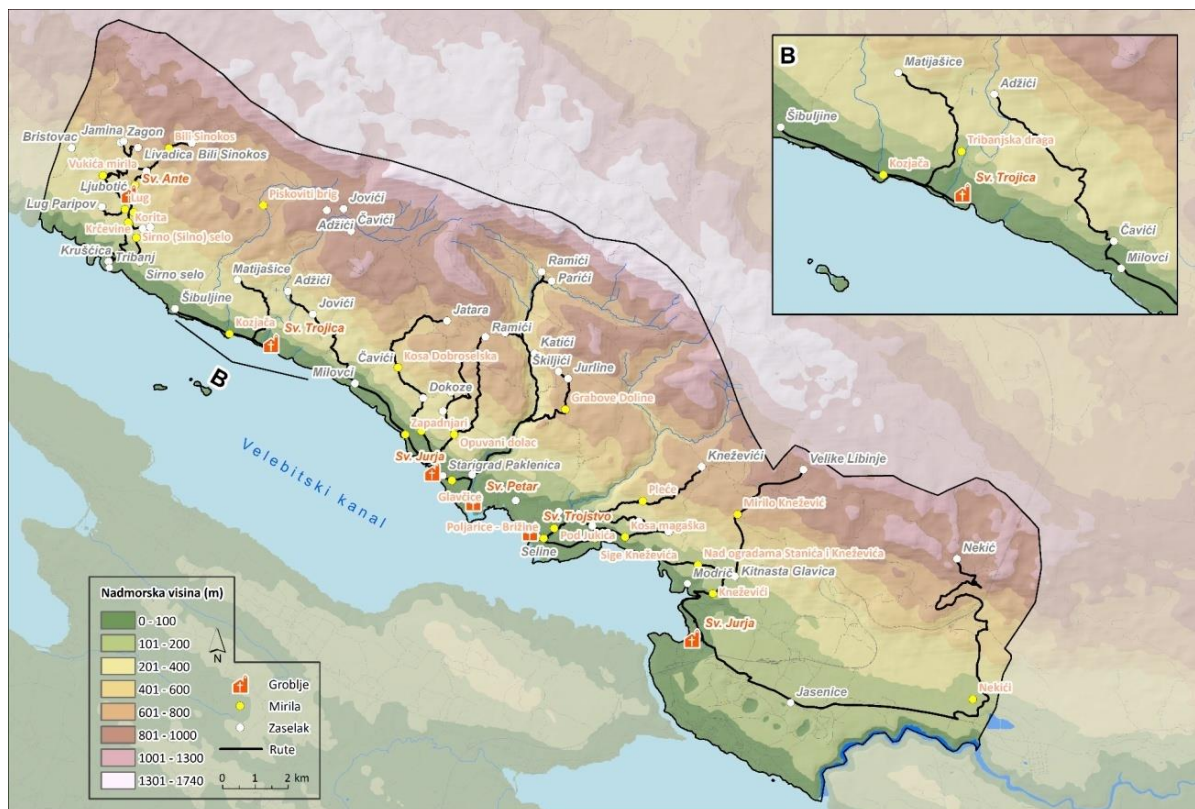 Bristovac
Jamina
Zagon
Bili Sinokos
Livadica
Bili Sinokos
Vukića mirila
Sv. Ante
Ljubotić
Lug
Lug Paripov
Korita
Krčevine
Sirno (Silno) selo
Kruščica
Tribanj
Sirno selo
Piskoviti brig
Jovići
Adžići
Čavići
Matijašice
Adžići
Šibuljine
Jovići
Kozjača
Sv. Trojica
B
Milovci
Ramići
Parići
Jatara
Ramići
Čavići
Kosa Dobroselska
Katići
Škiljići
Jurline
Dokoze
Grabove Doline
Zapadnjari
Opuvani dolac
Sv. Jurja
Starigrad Paklenica
Sv. Petar
Glavčice
Poljarice - Brižine
Sv. Trojstvo
Pod Jukića
Seline
Kneževići
Pleće
Kosa magaška
Sige Kneževića
Velike Libinje
Mirilo Knežević
Nad ogradama Stanića i Kneževića
Modrič
Kitnasta Glavica
Kneževići
Sv. Jurja
Nekić
Jasenice
Nekići
Velebitski kanal
B
Matijašice
Adžići
Šibuljine
Tribanjska draga
Kozjača
Sv. Trojica
Čavići
Milovci
Nadmorska visina (m)
0 - 100
101 - 200
201 - 400
401 - 600
601 - 800
801 - 1000
1001 - 1300
1301 - 1740
N
Groblje
Mirila
Zaselak
Rute
0 1 2 km